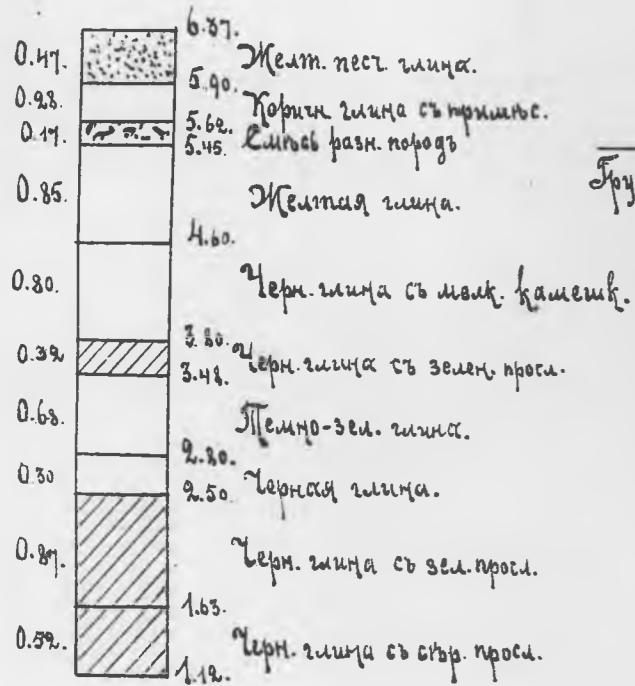 6.37.
0.47. Желт. песч. глина.
5.90.
0.28. Коричн. глина съ примѣс.
5.62.
0.17. Смѣсь разн. породъ
5.45.
0.85. Желтая глина.
Гру
4.60.
0.80. Черн. глина съ мелк. камешк.
3.80.
0.32 Черн. глина съ зелен. просл.
3.48.
0.68. Темно-зел. глина.
2.80.
0.30 Черная глина.
2.50
0.87. Черн. глина съ зел. просл.
1.63.
0.52. Черн. глина съ сѣр. просл.
1.12.